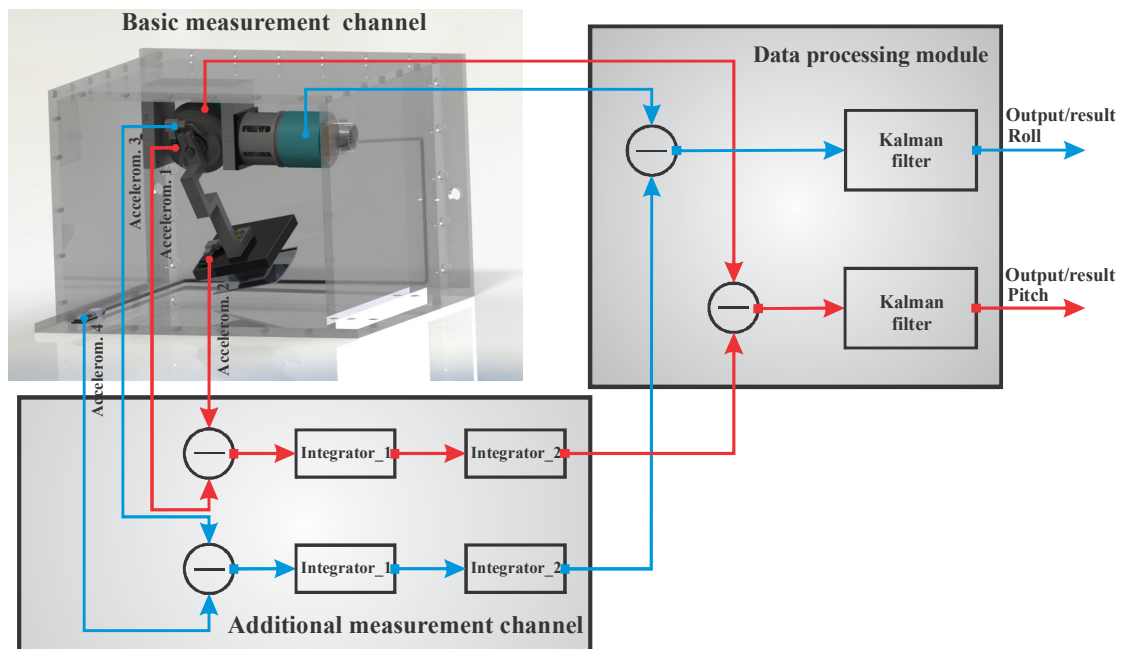 Basic measurement channel
Data processing module
Accelerom. 3
Accelerom. 1
Accelerom. 2
Accelerom. 4
Kalman
filter
Output/result
Roll
Kalman
filter
Output/result
Pitch
Integrator_1
Integrator_2
Integrator_1
Integrator_2
Additional measurement channel